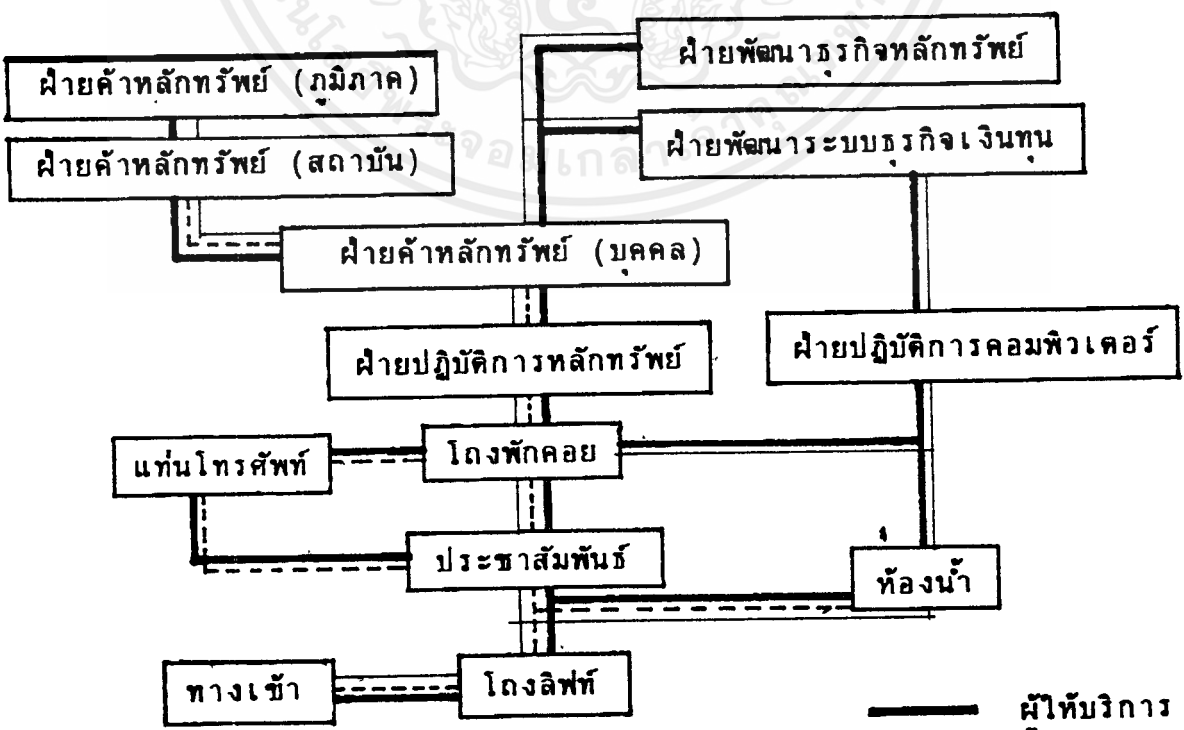 ฝ่ายพัฒนาธุรกิจหลักทรัพย์
ฝ่ายค้าหลักทรัพย์ (ภูมิภาค)
ฝ่ายพัฒนาระบบธุรกิจเงินทุน
ฝ่ายค้าหลักทรัพย์ (สถาบัน)
ฝ่ายค้าหลักทรัพย์ (บุคคล)
ฝ่ายปฏิบัติการหลักทรัพย์
ฝ่ายปฏิบัติการคอมพิวเตอร์
แท่นโทรศัพท์
โถงพักคอย
ประชาสัมพันธ์
ห้องน้ำ
ทางเข้า
โถงลิฟท์
ผู้ให้บริการ